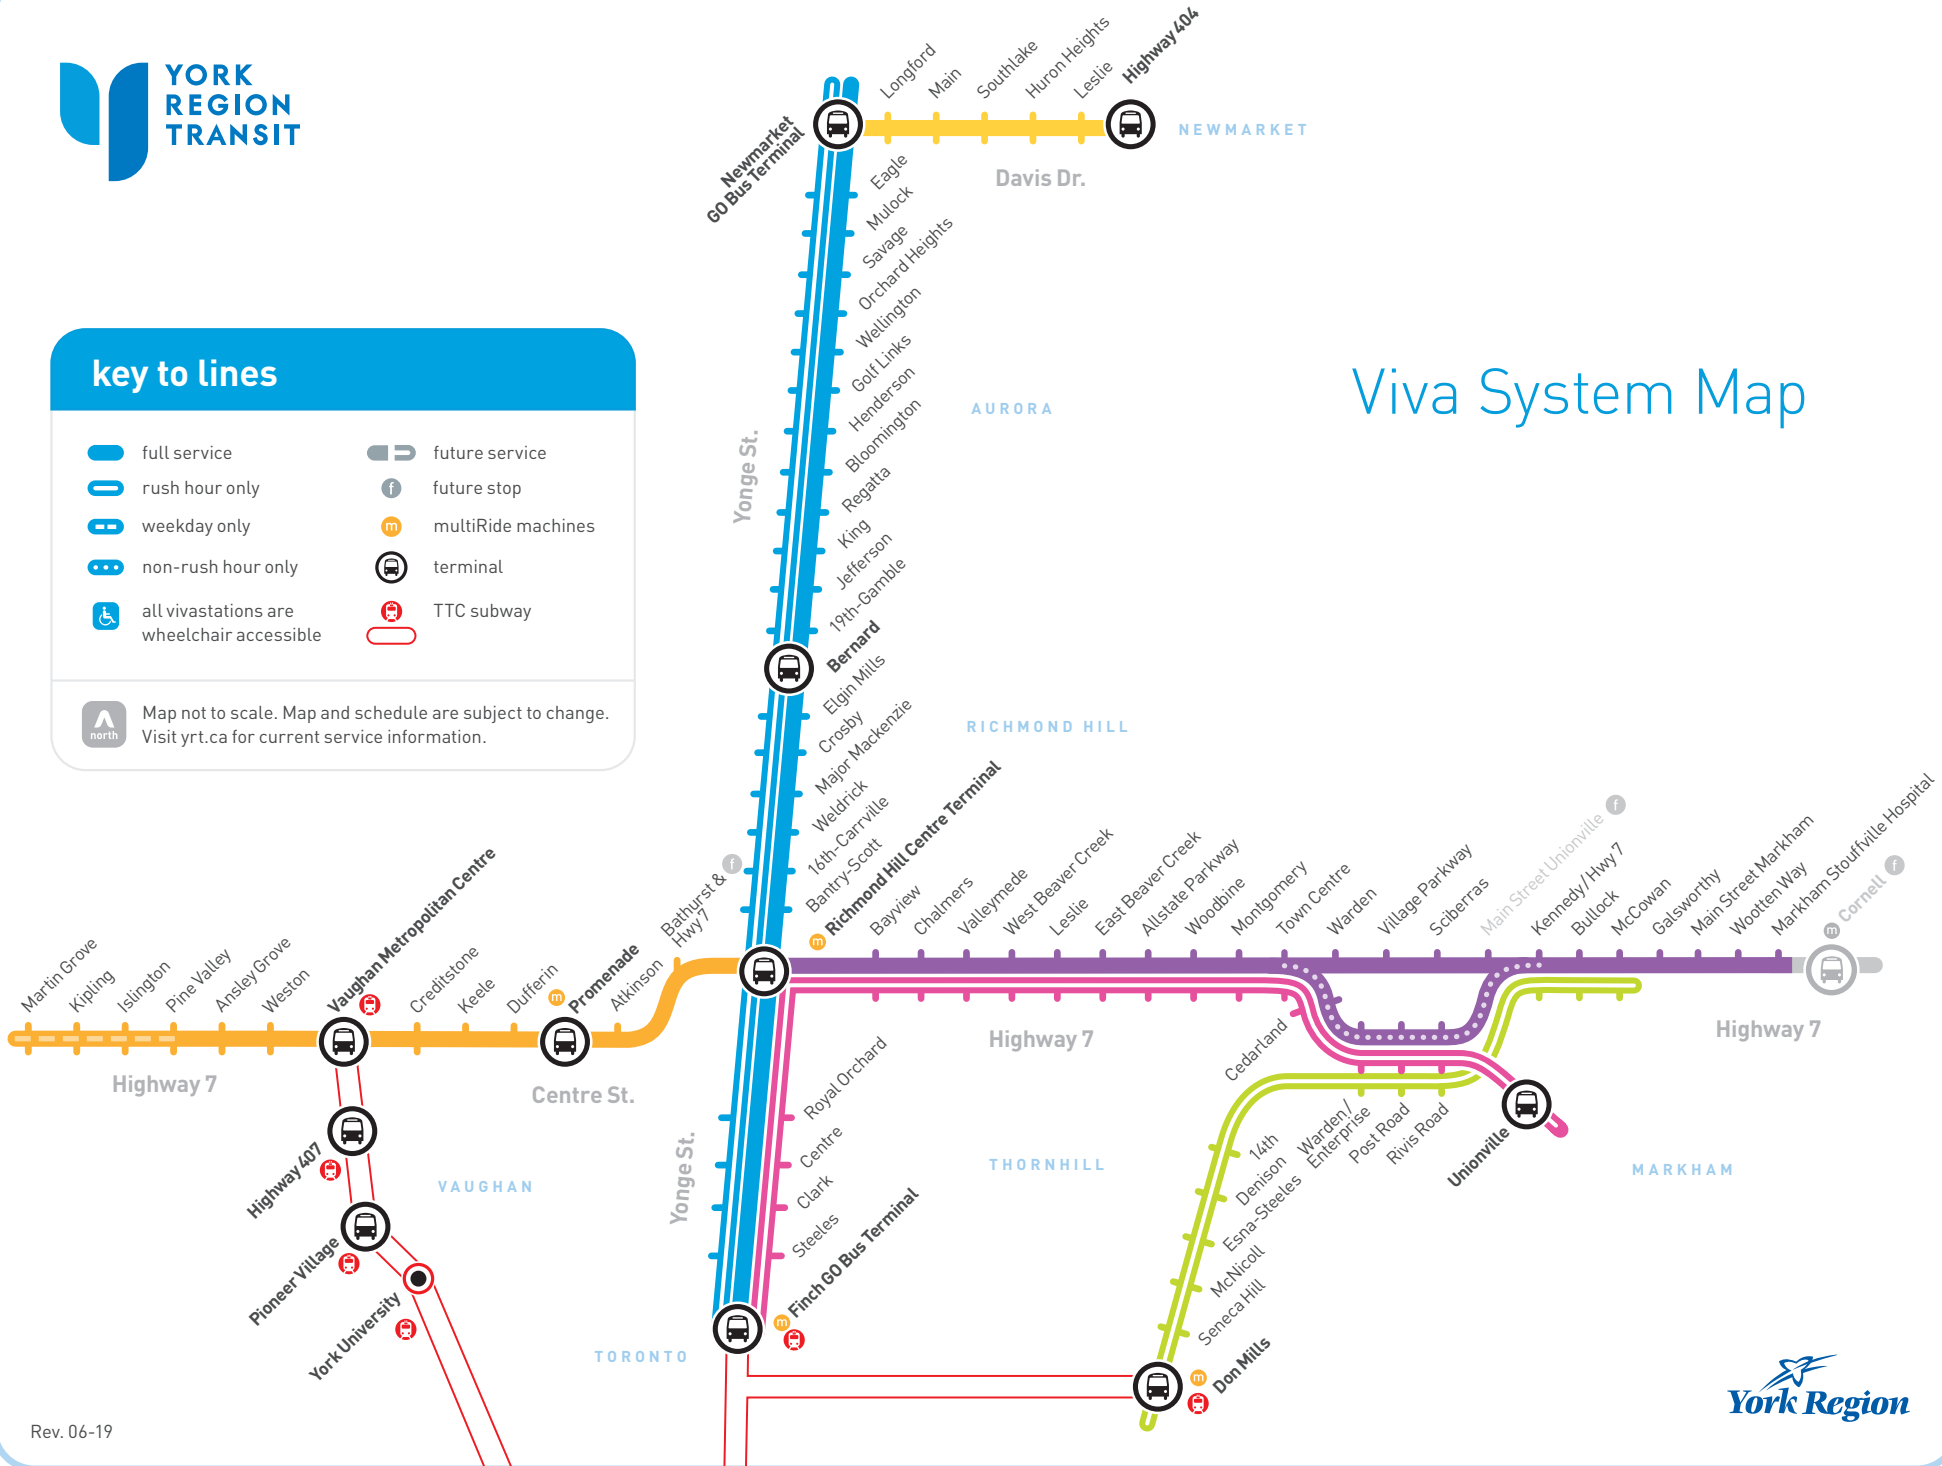 YORK
REGION
TRANSIT
Viva System Map
key to lines
full service
rush hour only
weekday only
non-rush hour only
all vivastations are
wheelchair accessible
future service
f
future stop
m
multiRide machines
terminal
TTC subway
north
Map not to scale. Map and schedule are subject to change.
Visit yrt.ca for current service information.
Newmarket
GO Bus Terminal
Longford
Main
Southlake
Huron Heights
Leslie
Highway 404
NEWMARKET
Davis Dr.
Eagle
Mulock
Savage
Orchard Heights
Wellington
Golf Links
Henderson
Bloomington
Regatta
King
Jefferson
19th-Gamble
Bernard
Elgin Mills
Crosby
Major Mackenzie
Weldrick
16th-Carrville
Bantry-Scott
m
Richmond Hill Centre Terminal
Yonge St.
AURORA
RICHMOND HILL
Martin Grove
Kipling
Islington
Pine Valley
Ansley Grove
Weston
Vaughan Metropolitan Centre
Creditstone
Keele
Dufferin
m
Promenade
Atkinson
Bathurst &
Hwy 7
f
Highway 7
Centre St.
Bayview
Chalmers
Valleymede
West Beaver Creek
Leslie
East Beaver Creek
Allstate Parkway
Woodbine
Montgomery
Town Centre
Warden
Village Parkway
Sciberras
Main Street Unionville
f
Kennedy/Hwy 7
Bullock
McCowan
Galsworthy
Main Street Markham
Wootten Way
Markham Stouffville Hospital
m
Cornell
f
Highway 7
Highway 7
Cedarland
Warden/
Enterprise
Post Road
Rivis Road
Unionville
MARKHAM
14th
Denison
Esna-Steeles
McNicoll
Seneca Hill
m
Don Mills
Royal Orchard
Centre
Clark
Steeles
m
Finch GO Bus Terminal
Yonge St.
THORNHILL
VAUGHAN
TORONTO
Highway 407
Pioneer Village
York University
Rev. 06-19
York Region